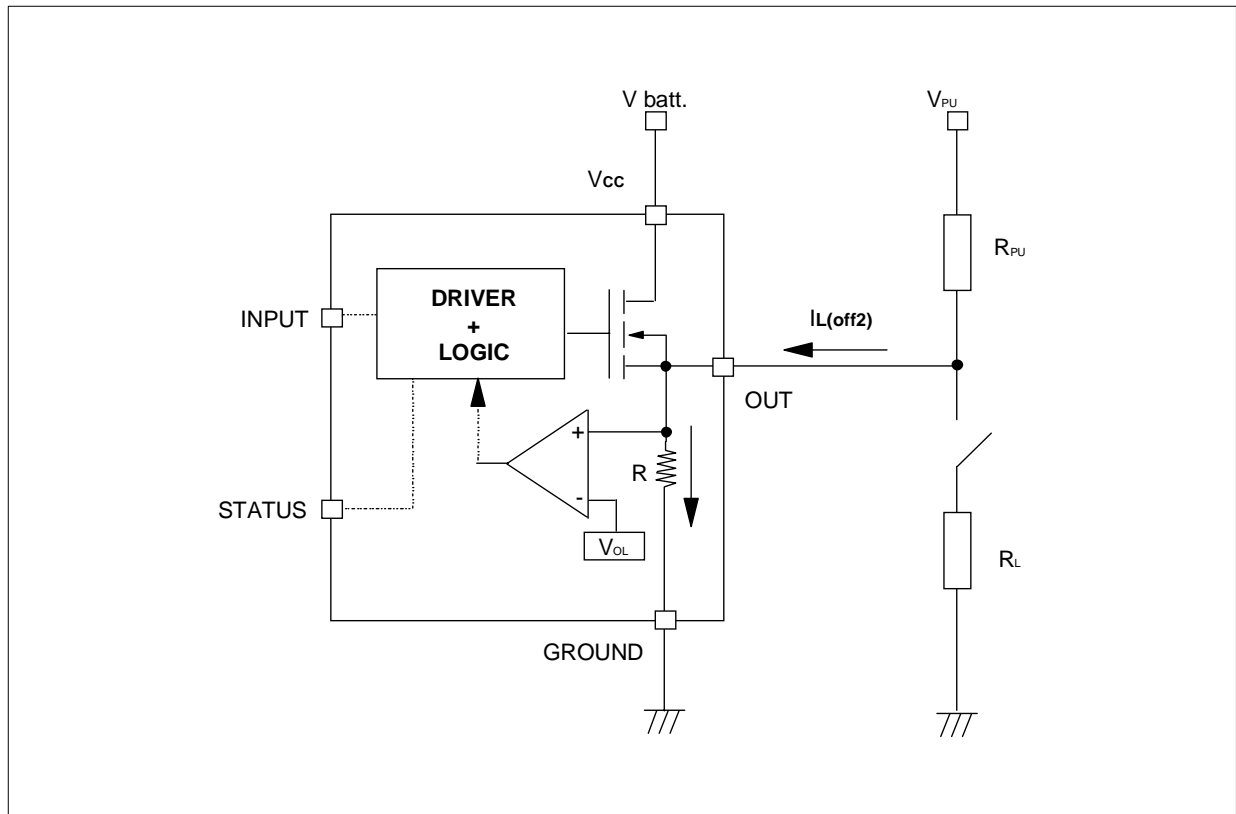 V batt.
VPU
Vcc
RPU
DRIVER
+
LOGIC
INPUT
IL(off2)
OUT
+
R
-
STATUS
VOL
RL
GROUND